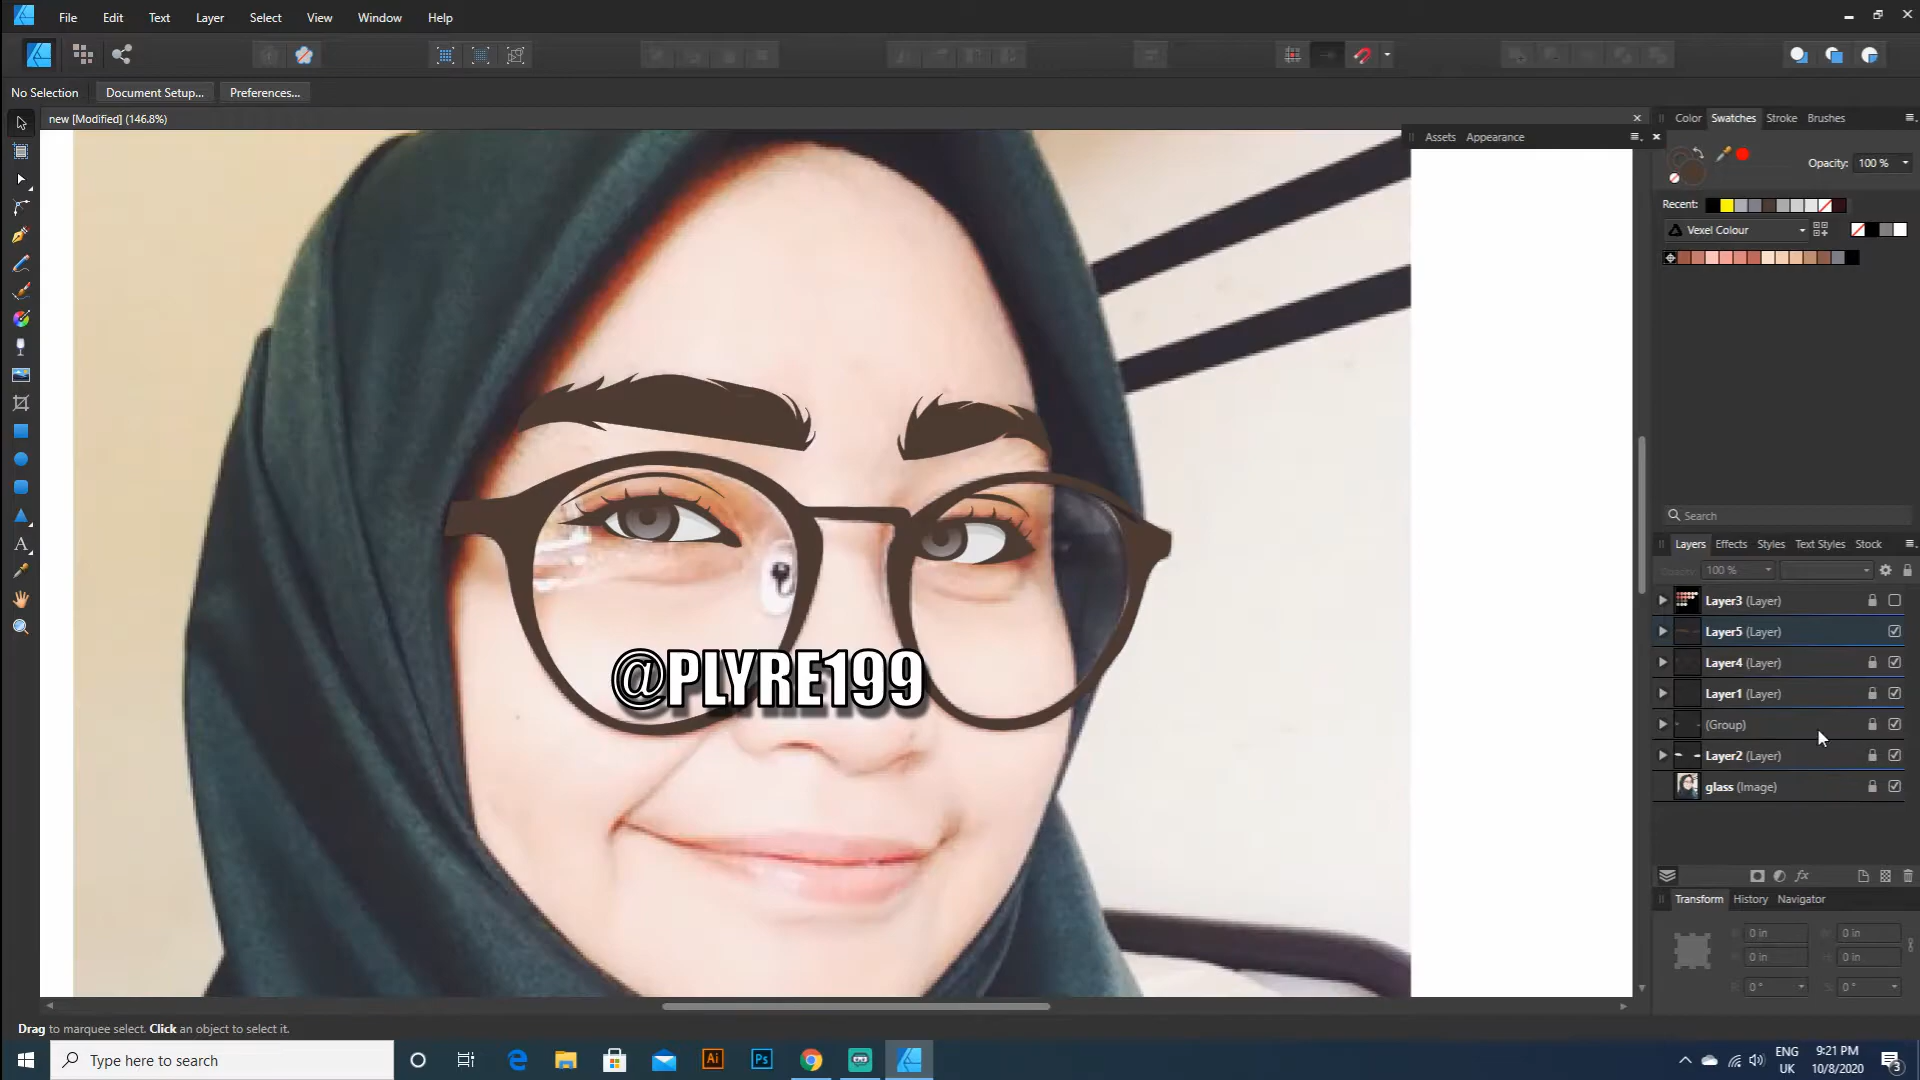 File Edit Text Layer Select View Window Help
No Selection Document Setup... Preferences...
new [Modified] (146.8%)
Assets Appearance
Color Swatches Stroke Brushes
Opacity: 100 %
Recent:
Vexel Colour
Search
Layers Effects Styles Text Styles Stock
Opacity: 100 %
Layer3 (Layer)
Layer5 (Layer)
Layer4 (Layer)
Layer1 (Layer)
(Group)
Layer2 (Layer)
glass (Image)
fx
Transform History Navigator
0 in 0 in
0 in 0 in
0 ° 0 °
@PLYRE199
Drag to marquee select. Click an object to select it.
Type here to search
Ai Ps
ENG 9:21 PM
UK 10/8/2020
3